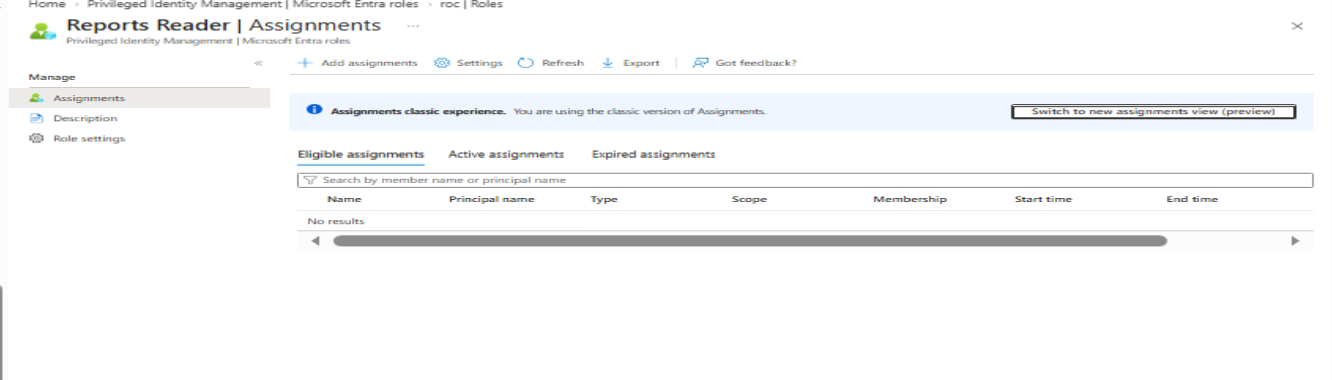 Home > Privileged Identity Management | Microsoft Entra roles > roc | Roles
Reports Reader | Assignments ...
Privileged Identity Management | Microsoft Entra roles
«
Manage
Assignments
Description
Role settings
+ Add assignments Settings Refresh Export | Got feedback?
Assignments classic experience. You are using the classic version of Assignments. Switch to new assignments view (preview)
Eligible assignments Active assignments Expired assignments
Search by member name or principal name
Name Principal name Type Scope Membership Start time End time
No results